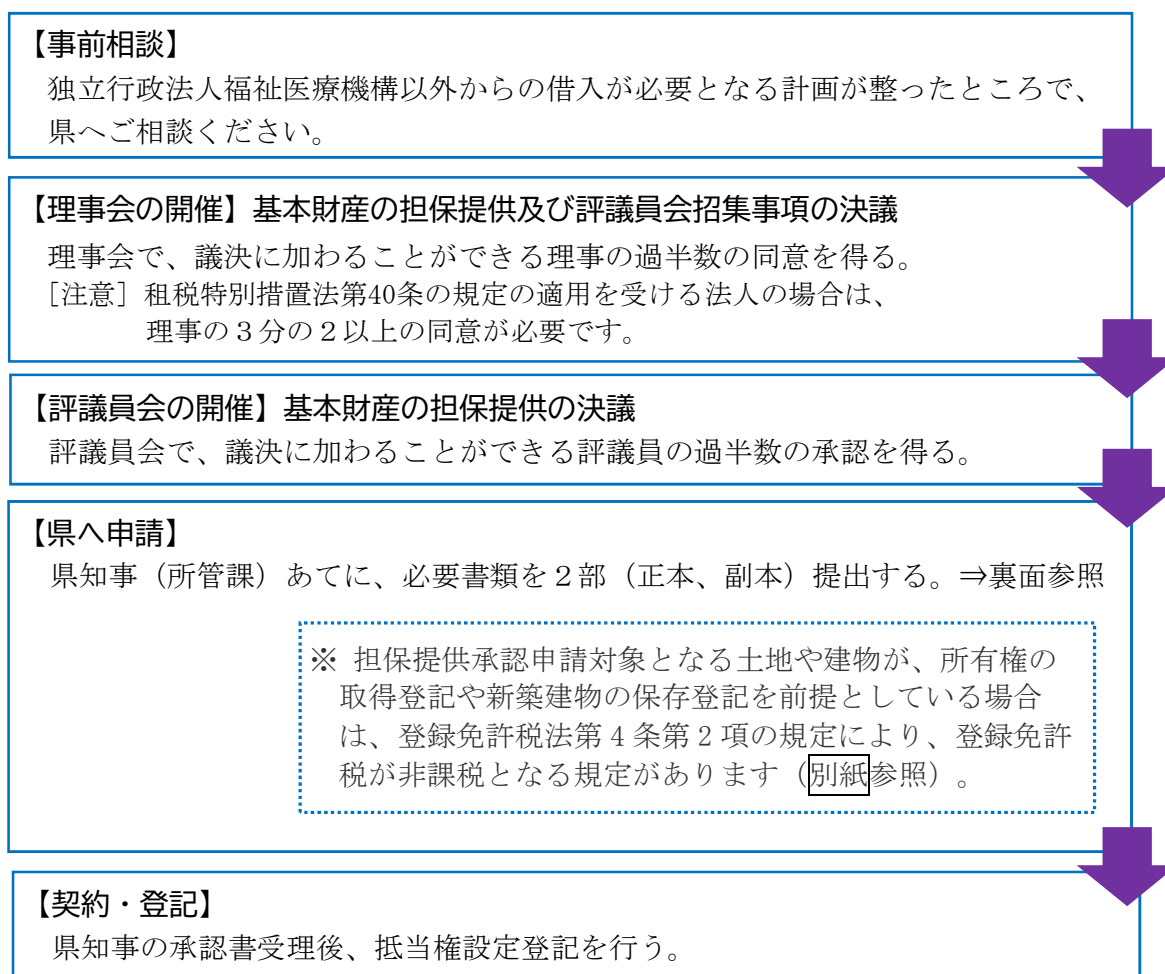 【事前相談】
独立行政法人福祉医療機構以外からの借入が必要となる計画が整ったところで、
県へご相談ください。
【理事会の開催】基本財産の担保提供及び評議員会招集事項の決議
理事会で、議決に加わることができる理事の過半数の同意を得る。
［注意］租税特別措置法第40条の規定の適用を受ける法人の場合は、
理事の３分の２以上の同意が必要です。
【評議員会の開催】基本財産の担保提供の決議
評議員会で、議決に加わることができる評議員の過半数の承認を得る。
【県へ申請】
県知事（所管課）あてに、必要書類を２部（正本、副本）提出する。⇒裏面参照
※ 担保提供承認申請対象となる土地や建物が、所有権の
取得登記や新築建物の保存登記を前提としている場合
は、登録免許税法第４条第２項の規定により、登録免許
税が非課税となる規定があります（別紙参照）。
【契約・登記】
県知事の承認書受理後、抵当権設定登記を行う。